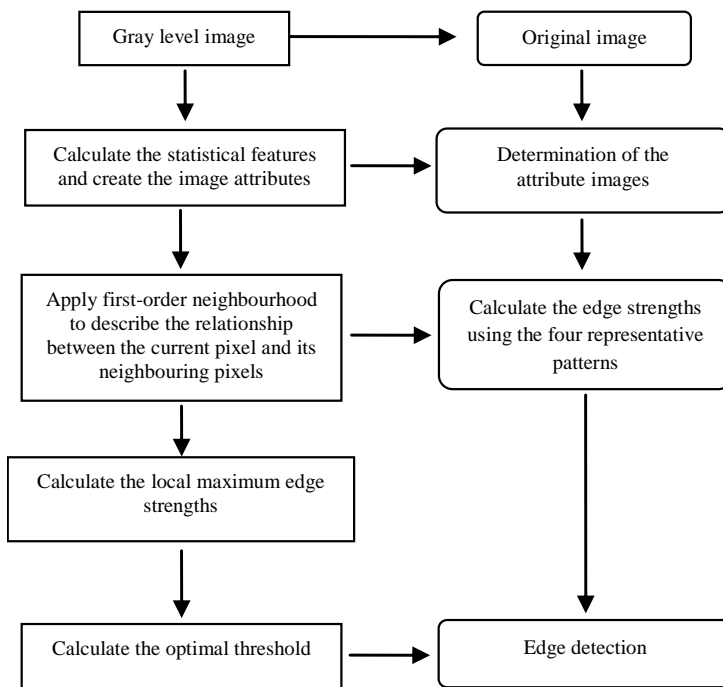 Gray level image
Original image
Calculate the statistical features
and create the image attributes
Determination of the
attribute images
Apply first-order neighbourhood
to describe the relationship
between the current pixel and its
neighbouring pixels
Calculate the edge strengths
using the four representative
patterns
Calculate the local maximum edge
strengths
Calculate the optimal threshold
Edge detection